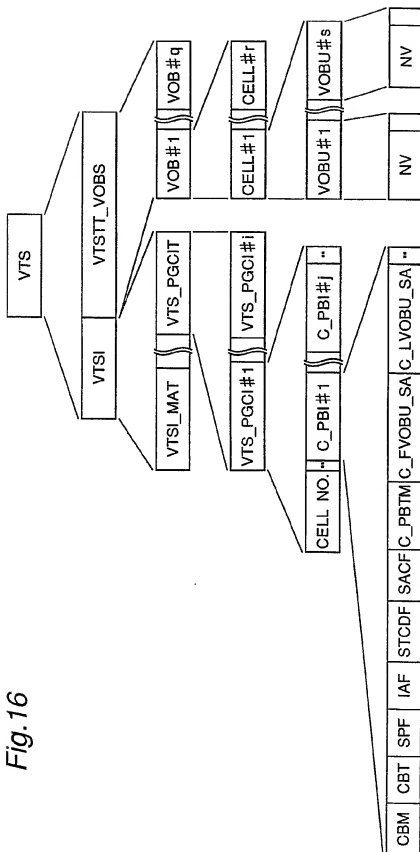 Fig.16
VTS
VTSI VTSTT_VOBS
VTSI_MAT VTS_PGCIT VOB#1 VOB#q
VTS_PGCI#1 VTS_PGCI#i CELL#1 CELL#r
CELL NO. ·· C_PBI#1 C_PBI#j ·· VOBU#1 VOBU#s
CBM CBT SPF IAF STCDF SACF C_PBTM C_FVOBU_SA C_LVOBU_SA ·· NV NV